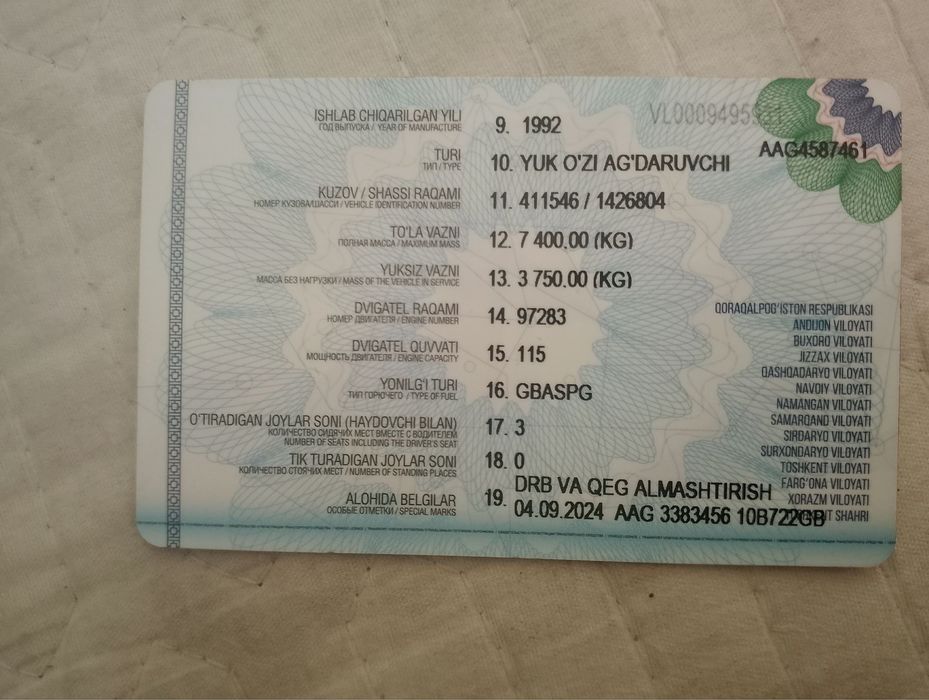 ISHLAB CHIQARILGAN YILI
ГОД ВЫПУСКА / YEAR OF MANUFACTURE
9. 1992
AAG4587461
TURI
ТИП / TYPE
10. YUK O'ZI AG'DARUVCHI
KUZOV / SHASSI RAQAMI
НОМЕР КУЗОВА/ШАССИ / VEHICLE IDENTIFICATION NUMBER
11. 411546 / 1426804
TO'LA VAZNI
ПОЛНАЯ МАССА / MAXIMUM MASS
12. 7 400.00 (KG)
YUKSIZ VAZNI
МАССА БЕЗ НАГРУЗКИ / MASS OF THE VEHICLE IN SERVICE
13. 3 750.00 (KG)
DVIGATEL RAQAMI
НОМЕР ДВИГАТЕЛЯ / ENGINE NUMBER
14. 97283
DVIGATEL QUVVATI
МОЩНОСТЬ ДВИГАТЕЛЯ / ENGINE CAPACITY
15. 115
YONILG'I TURI
ТИП ГОРЮЧЕГО / TYPE OF FUEL
16. GBASPG
O'TIRADIGAN JOYLAR SONI (HAYDOVCHI BILAN)
КОЛИЧЕСТВО СИДЯЧИХ МЕСТ ВМЕСТЕ С ВОДИТЕЛЕМ
NUMBER OF SEATS INCLUDING THE DRIVER'S SEAT
17. 3
TIK TURADIGAN JOYLAR SONI
КОЛИЧЕСТВО СТОЯЧИХ МЕСТ / NUMBER OF STANDING PLACES
18. 0
ALOHIDA BELGILAR
ОСОБЫЕ ОТМЕТКИ / SPECIAL MARKS
19. DRB VA QEG ALMASHTIRISH
04.09.2024 AAG 3383456 10B722GB
QORAQALPOG'ISTON RESPUBLIKASI
ANDIJON VILOYATI
BUXORO VILOYATI
JIZZAX VILOYATI
QASHQADARYO VILOYATI
NAVOIY VILOYATI
NAMANGAN VILOYATI
SAMARQAND VILOYATI
SIRDARYO VILOYATI
SURXONDARYO VILOYATI
TOSHKENT VILOYATI
FARG'ONA VILOYATI
XORAZM VILOYATI
SHAHRI